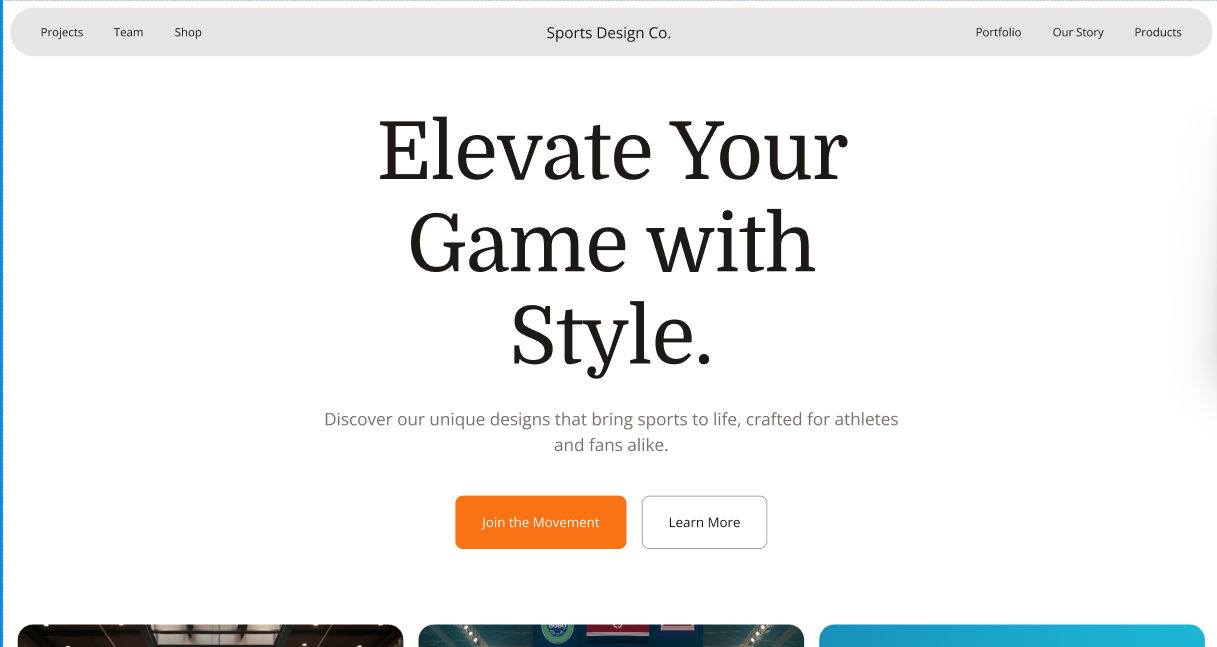 Projects
Team
Shop
Sports Design Co.
Portfolio
Our Story
Products
Elevate Your
Game with
Style.
Discover our unique designs that bring sports to life, crafted for athletes
and fans alike.
Join the Movement
Learn More